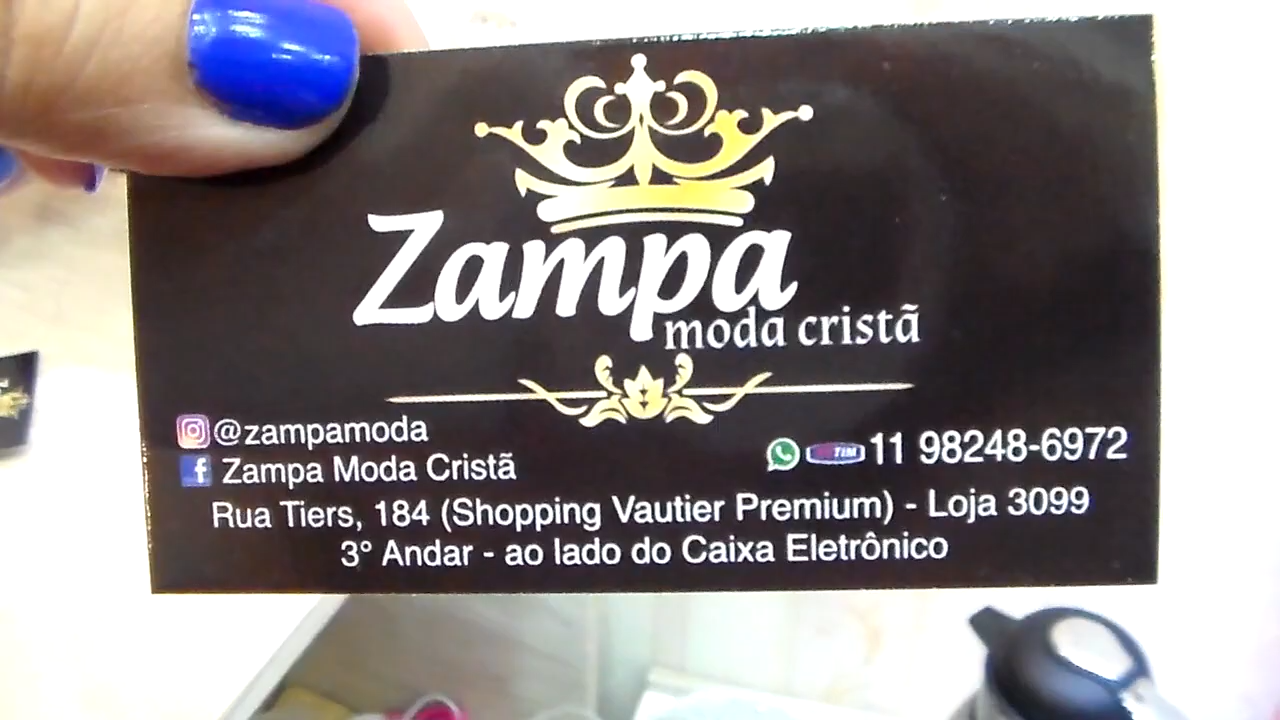 Zampa
moda cristã
@zampamoda
Zampa Moda Cristã
TIM 11 98248-6972
Rua Tiers, 184 (Shopping Vautier Premium) - Loja 3099
3° Andar - ao lado do Caixa Eletrônico